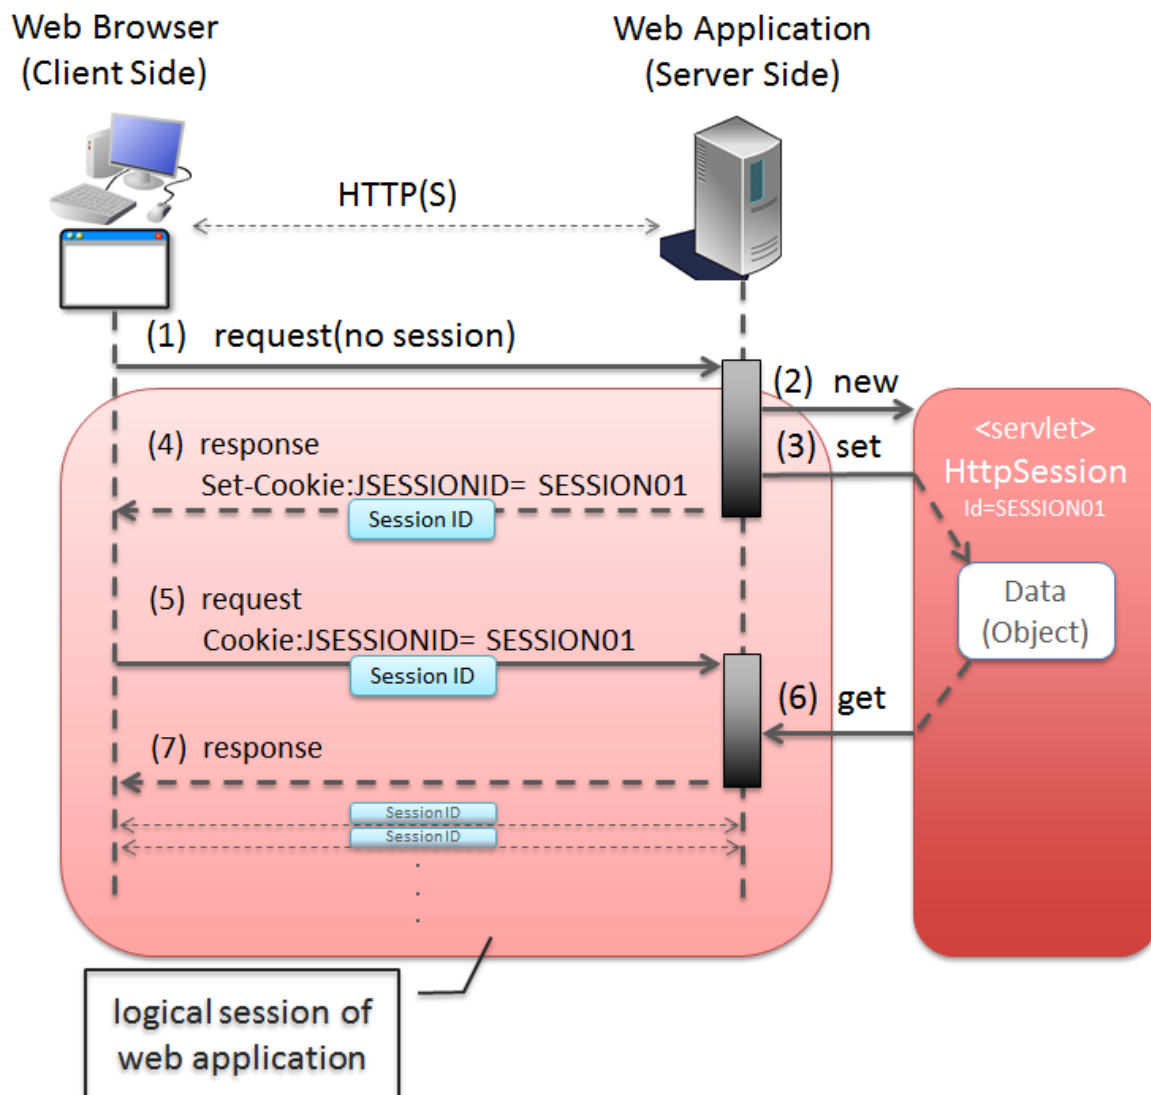 Web Browser
(Client Side)
Web Application
(Server Side)
HTTP(S)
(1) request(no session)
(2) new
(3) set
<servlet>
HttpSession
Id=SESSION01
(4) response
Set-Cookie:JSESSIONID= SESSION01
Session ID
Data
(Object)
(5) request
Cookie:JSESSIONID= SESSION01
Session ID
(6) get
(7) response
Session ID
Session ID
.
.
.
logical session of
web application